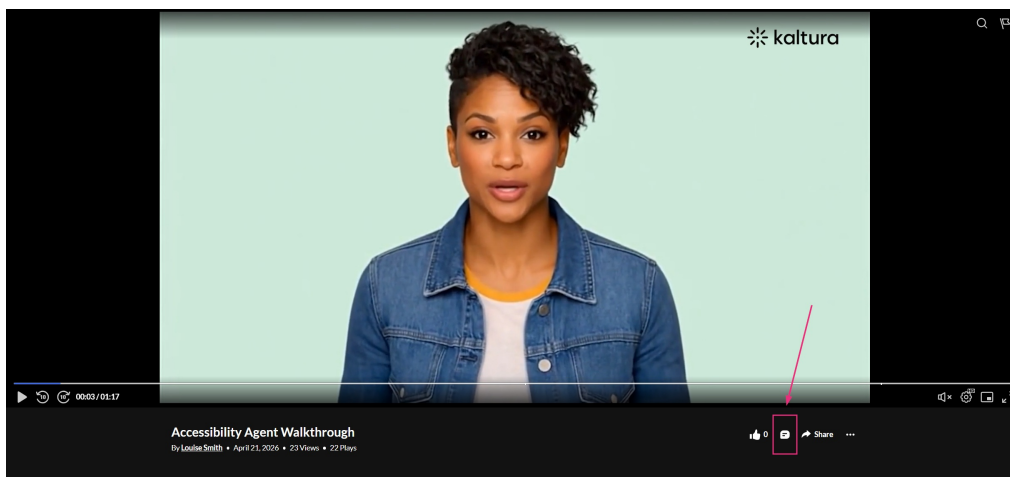 kaltura
00:03 / 01:17
Accessibility Agent Walkthrough
0
Share
By Louise Smith • April 21, 2026 • 23 Views • 22 Plays